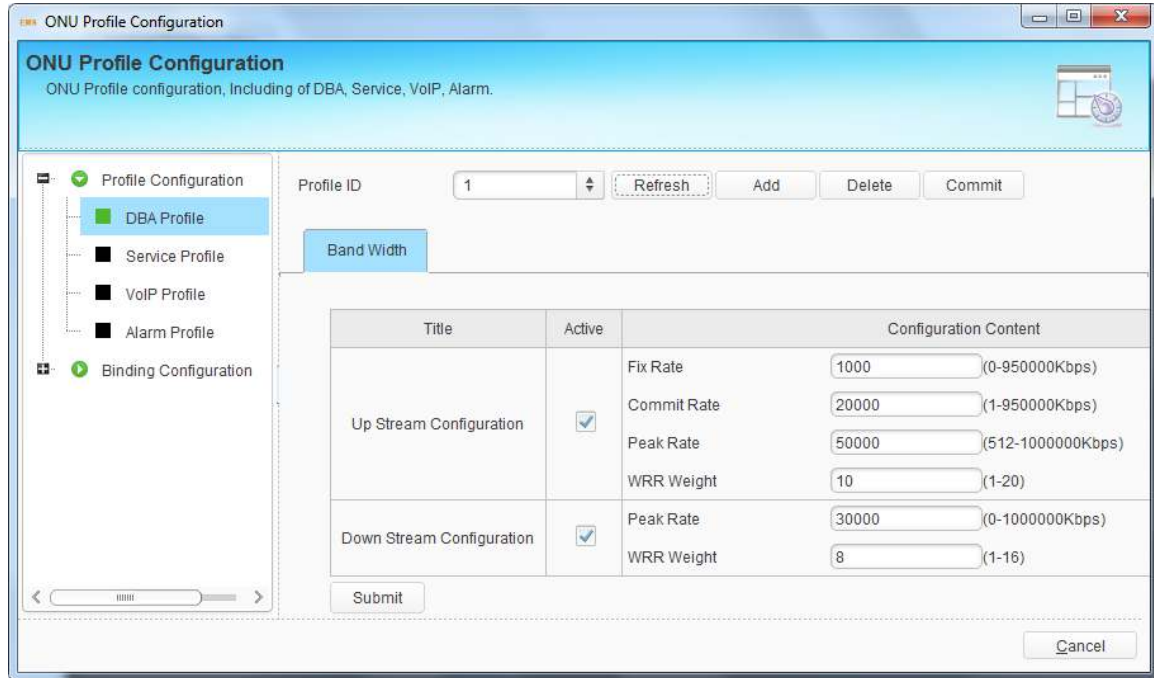 ONU Profile Configuration
ONU Profile Configuration
ONU Profile configuration, Including of DBA, Service, VoIP, Alarm.
Profile Configuration
DBA Profile
Service Profile
VoIP Profile
Alarm Profile
Binding Configuration
Profile ID 1 Refresh Add Delete Commit
Band Width
Title Active Configuration Content
Up Stream Configuration
Fix Rate 1000 (0-950000Kbps)
Commit Rate 20000 (1-950000Kbps)
Peak Rate 50000 (512-1000000Kbps)
WRR Weight 10 (1-20)
Down Stream Configuration
Peak Rate 30000 (0-1000000Kbps)
WRR Weight 8 (1-16)
Submit
Cancel